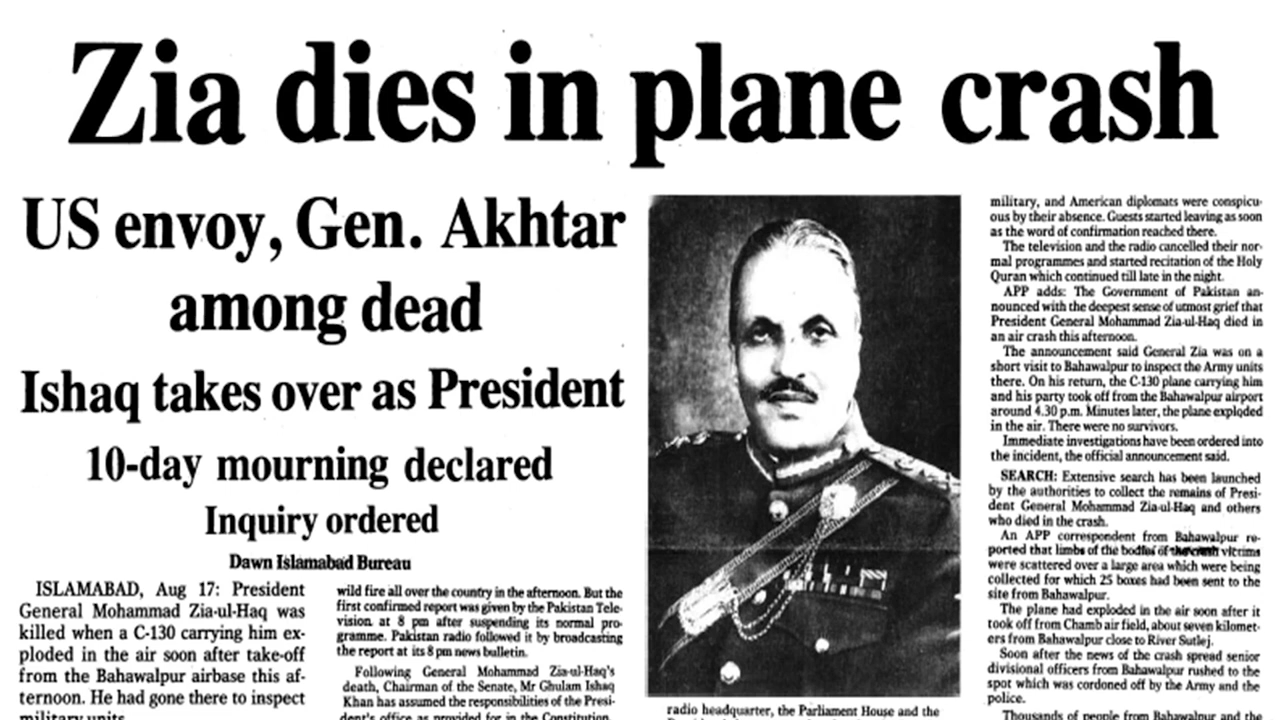 Zia dies in plane crash
US envoy, Gen. Akhtar
among dead
Ishaq takes over as President
10-day mourning declared
Inquiry ordered
Dawn Islamabad Bureau
ISLAMABAD, Aug 17: President
General Mohammad Zia-ul-Haq was
killed when a C-130 carrying him ex-
ploded in the air soon after take-off
from the Bahawalpur airbase this af-
ternoon. He had gone there to inspect
military units
wild fire all over the country in the afternoon. But the
first confirmed report was given by the Pakistan Tele-
vision at 8 pm after suspending its normal pro-
gramme. Pakistan radio followed it by broadcasting
the report at its 8 pm news bulletin.
Following General Mohammad Zia-ul-Haq's
death, Chairman of the Senate, Mr Ghulam Ishaq
Khan has assumed the responsibilities of the Presi-
dent's office as provided for in the Constitution.
radio headquarter, the Parliament House and the
military, and American diplomats were conspicu-
ous by their absence. Guests started leaving as soon
as the word of confirmation reached there.
The television and the radio cancelled their nor-
mal programmes and started recitation of the Holy
Quran which continued till late in the night.
APP adds: The Government of Pakistan an-
nounced with the deepest sense of utmost grief that
President General Mohammad Zia-ul-Haq died in
an air crash this afternoon.
The announcement said General Zia was on a
short visit to Bahawalpur to inspect the Army units
there. On his return, the C-130 plane carrying him
and his party took off from the Bahawalpur airport
around 4.30 p.m. Minutes later, the plane exploded
in the air. There were no survivors.
Immediate investigations have been ordered into
the incident, the official announcement said.
SEARCH: Extensive search has been launched
by the authorities to collect the remains of Presi-
dent General Mohammad Zia-ul-Haq and others
who died in the crash.
An APP correspondent from Bahawalpur re-
ported that limbs of the bodies of victims
were scattered over a large area which were being
collected for which 25 boxes had been sent to the
site from Bahawalpur.
The plane had exploded in the air soon after it
took off from Chamb air field, about seven kilomet-
ers from Bahawalpur close to River Sutlej.
Soon after the news of the crash spread senior
divisional officers from Bahawalpur rushed to the
spot which was cordoned off by the Army and the
police.
Thousands of people from Bahawalpur and the